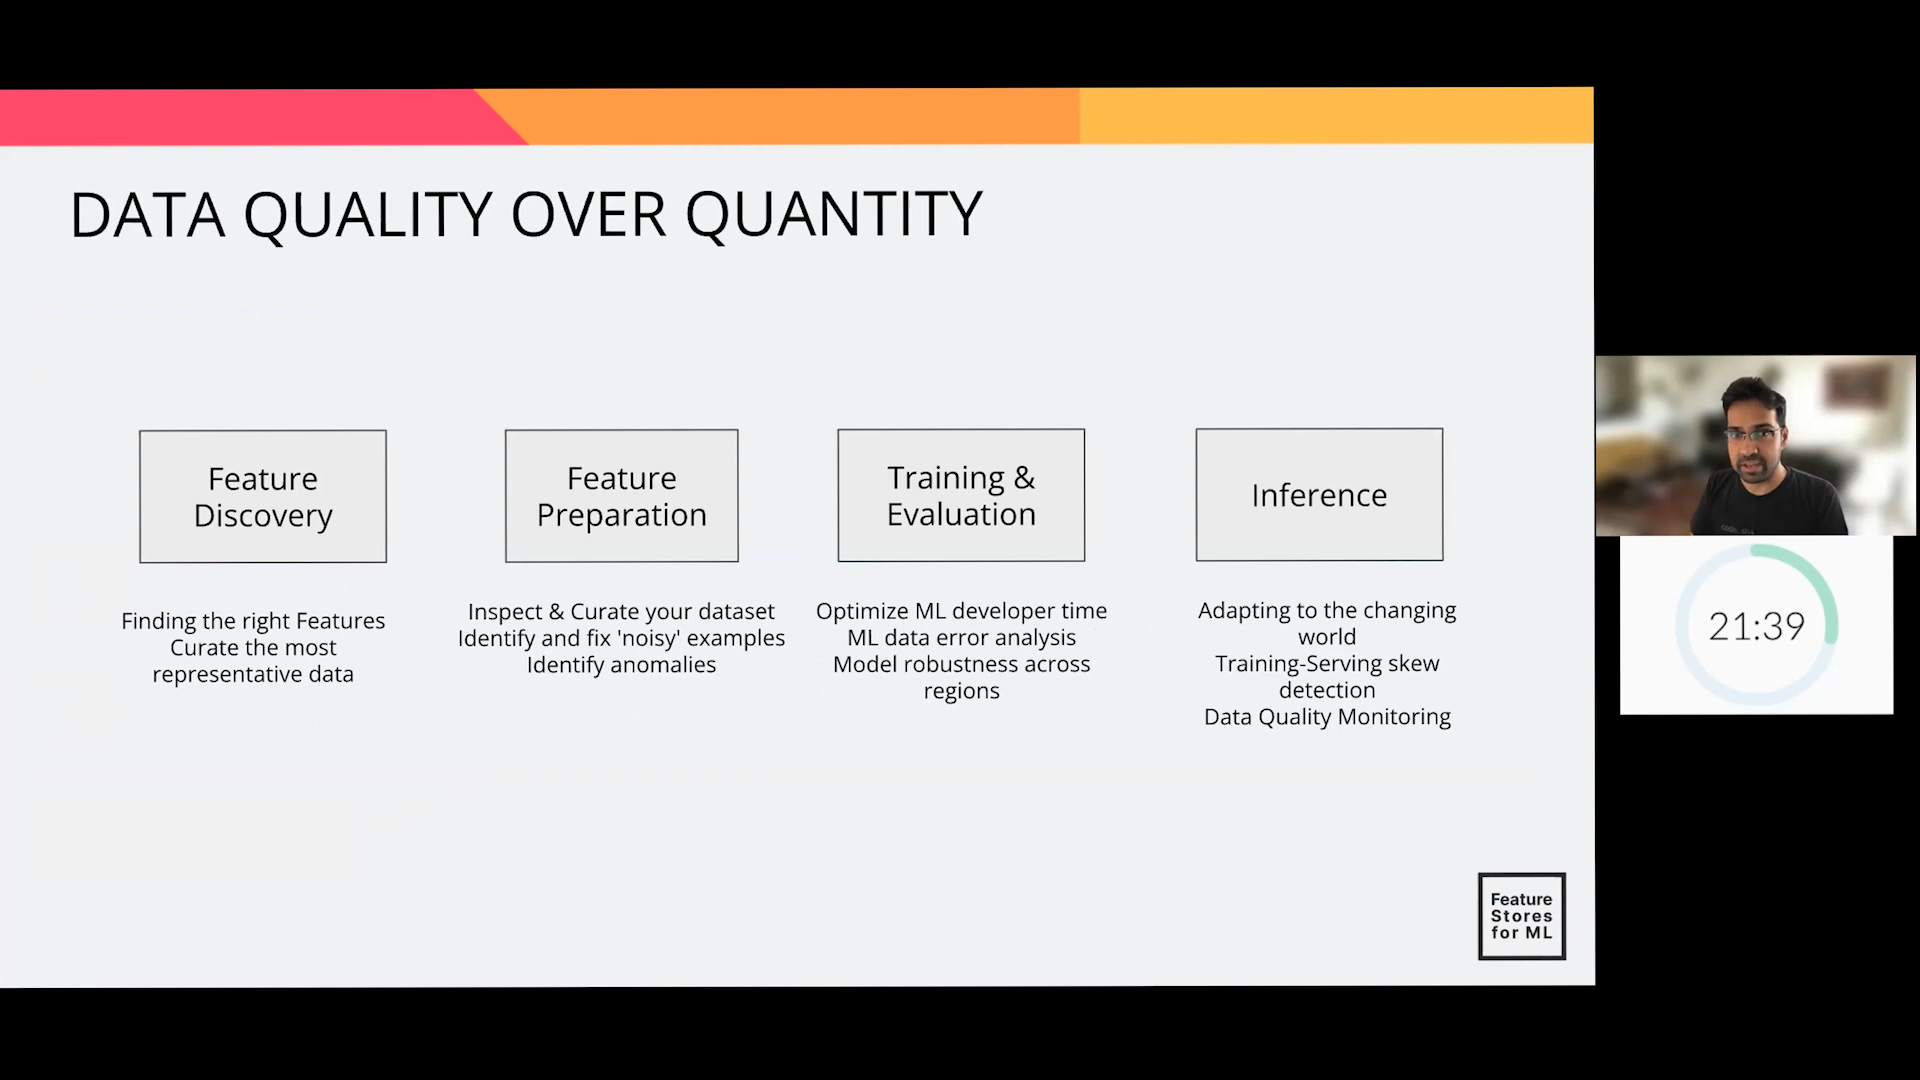 DATA QUALITY OVER QUANTITY
Feature
Discovery
Finding the right Features
Curate the most
representative data
Feature
Preparation
Inspect & Curate your dataset
Identify and fix 'noisy' examples
Identify anomalies
Training &
Evaluation
Optimize ML developer time
ML data error analysis
Model robustness across
regions
Inference
Adapting to the changing
world
Training-Serving skew
detection
Data Quality Monitoring
Feature
Stores
for ML
21:39